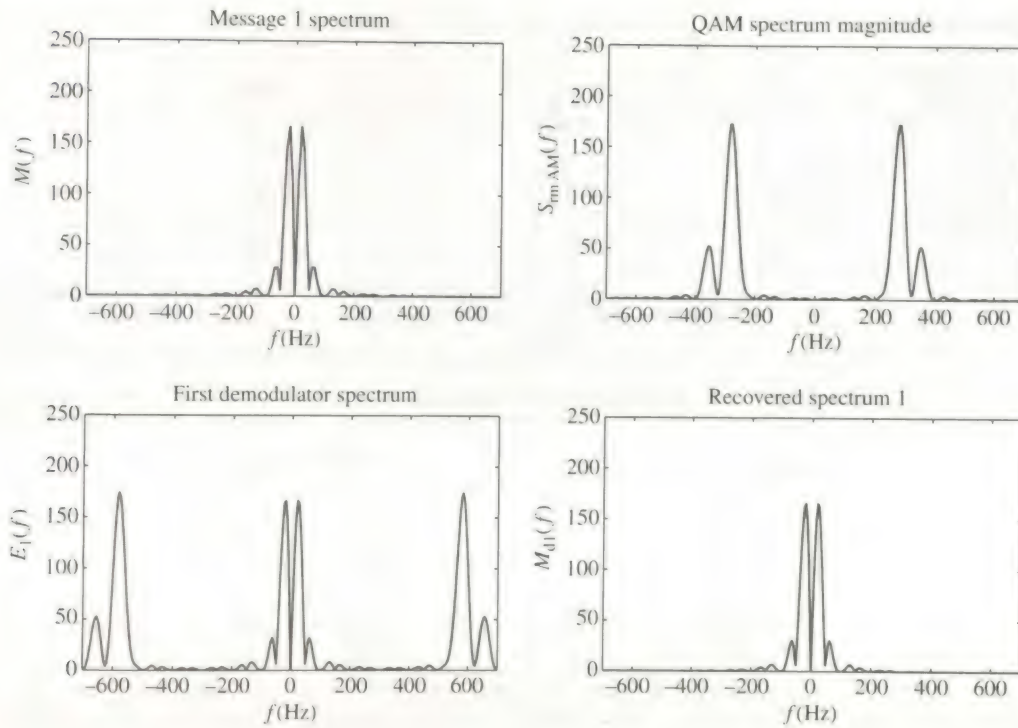 Message 1 spectrum
250
200
150
100
50
0
M(f)
−600 −400 −200 0 200 400 600
f(Hz)
QAM spectrum magnitude
250
200
150
100
50
0
S_rm AM(f)
−600 −400 −200 0 200 400 600
f(Hz)
First demodulator spectrum
250
200
150
100
50
0
E₁(f)
−600 −400 −200 0 200 400 600
f(Hz)
Recovered spectrum 1
250
200
150
100
50
0
M_d1(f)
−600 −400 −200 0 200 400 600
f(Hz)